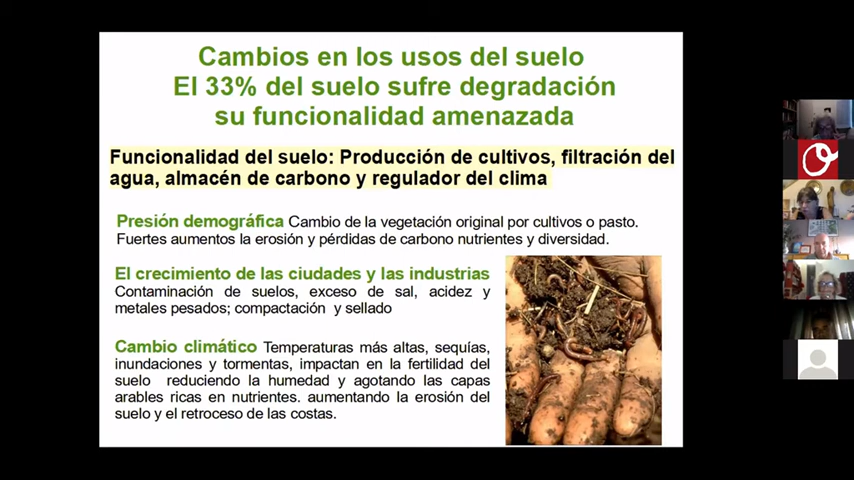 Cambios en los usos del suelo
El 33% del suelo sufre degradación
su funcionalidad amenazada
Funcionalidad del suelo: Producción de cultivos, filtración del
agua, almacén de carbono y regulador del clima
Presión demográfica Cambio de la vegetación original por cultivos o pasto.
Fuertes aumentos la erosión y pérdidas de carbono nutrientes y diversidad.
El crecimiento de las ciudades y las industrias
Contaminación de suelos, exceso de sal, acidez y
metales pesados; compactación y sellado
Cambio climático Temperaturas más altas, sequías,
inundaciones y tormentas, impactan en la fertilidad del
suelo reduciendo la humedad y agotando las capas
arables ricas en nutrientes. aumentando la erosión del
suelo y el retroceso de las costas.